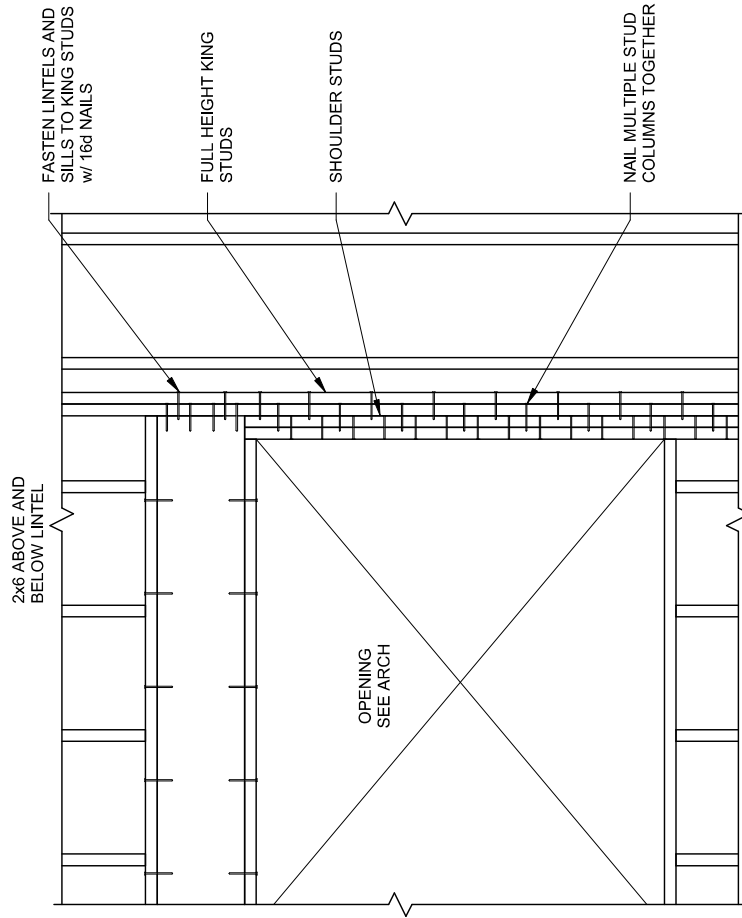 2x6 ABOVE AND
BELOW LINTEL
OPENING
SEE ARCH
FASTEN LINTELS AND
SILLS TO KING STUDS
w/ 16d NAILS
FULL HEIGHT KING
STUDS
SHOULDER STUDS
NAIL MULTIPLE STUD
COLUMNS TOGETHER